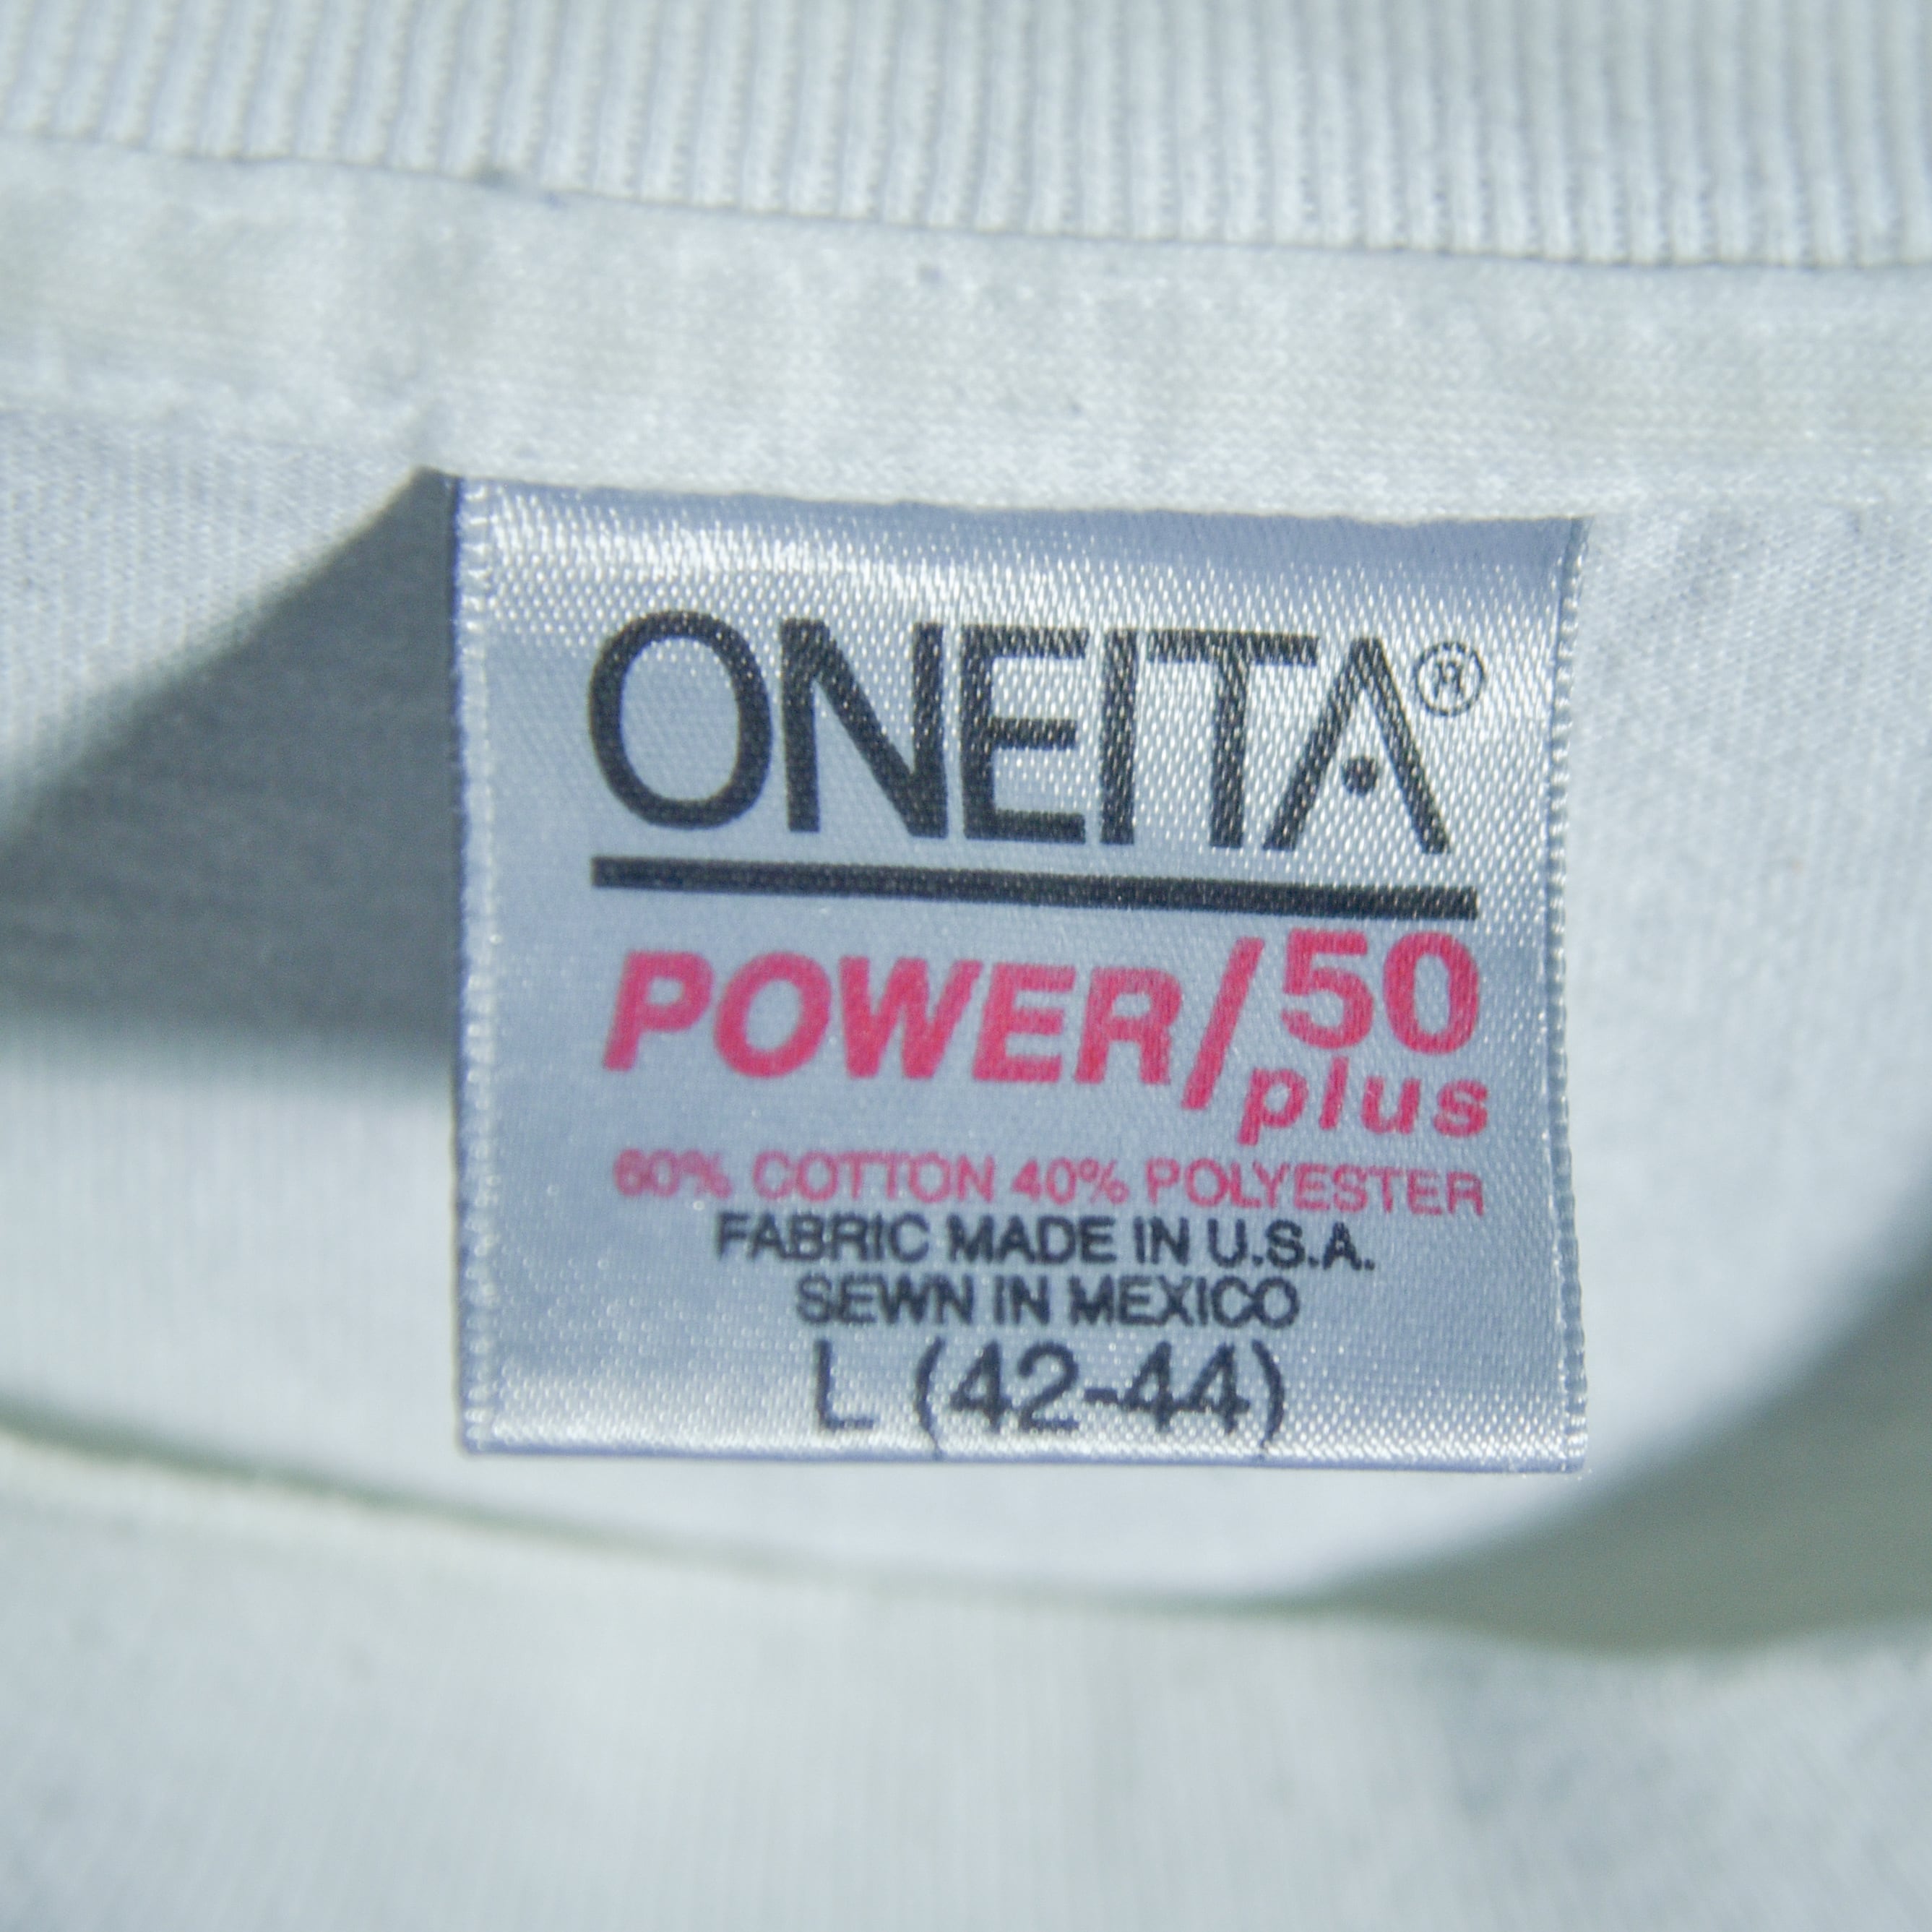 ONEITA®
POWER/50
plus
60% COTTON 40% POLYESTER
FABRIC MADE IN U.S.A.
SEWN IN MEXICO
L (42-44)